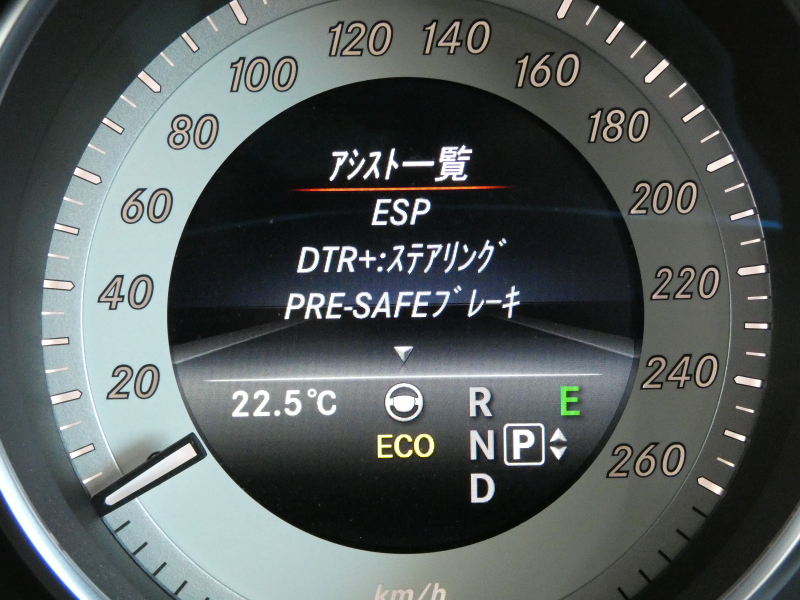 120 140
100 160
80 180
60 200
40 220
20 240
260
アシスト一覧
ESP
DTR+:ステアリング
PRE-SAFEブレーキ
22.5℃
R E
ECO N P
D
km/h